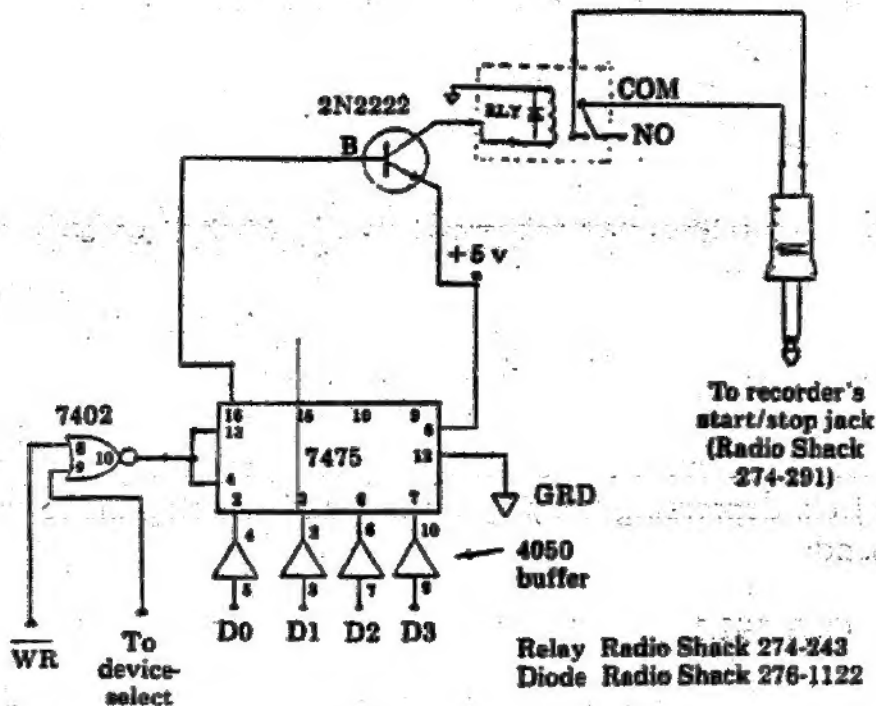 2N2222
B
RLY
COM
NO
+5 v
To recorder's
start/stop jack
(Radio Shack
274-291)
7402
8
9
10
16 15 10 9
13
4
5
12
7475
2 3 6 7
GRD
4 2 6 10
5 3 7 9
4050
buffer
D0 D1 D2 D3
WR
To
device-
select
Relay Radio Shack 274-243
Diode Radio Shack 276-1122